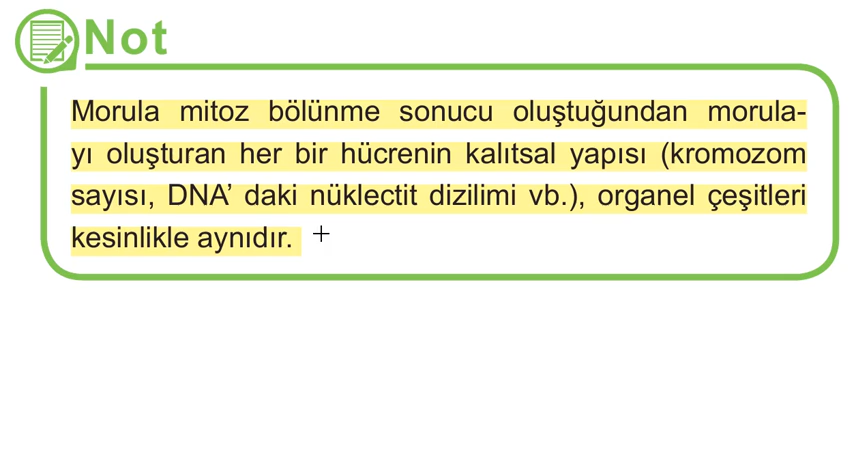 Not
Morula mitoz bölünme sonucu oluştuğundan morula-
yı oluşturan her bir hücrenin kalıtsal yapısı (kromozom
sayısı, DNA’ daki nüklectit dizilimi vb.), organel çeşitleri
kesinlikle aynıdır.